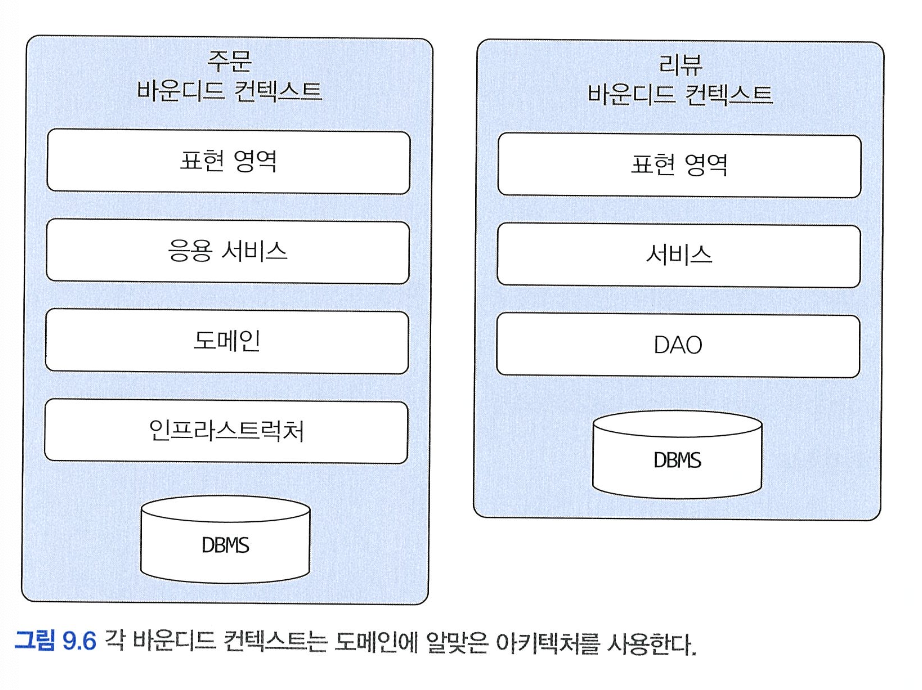 주문
바운디드 컨텍스트
표현 영역
응용 서비스
도메인
인프라스트럭처
DBMS
리뷰
바운디드 컨텍스트
표현 영역
서비스
DAO
DBMS
그림 9.6 각 바운디드 컨텍스트는 도메인에 알맞은 아키텍처를 사용한다.